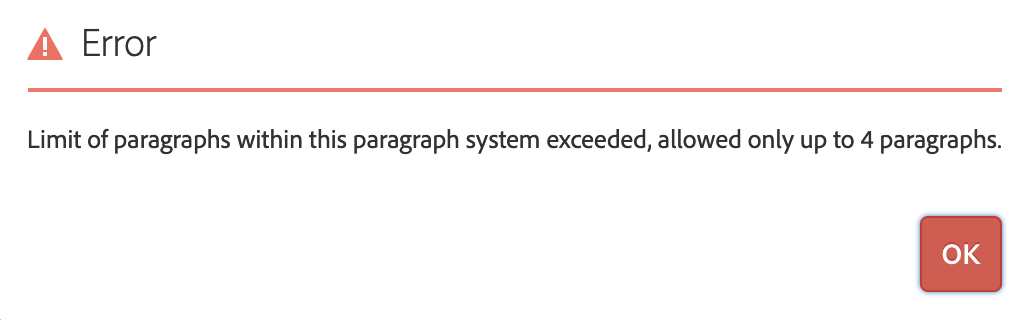 Error
Limit of paragraphs within this paragraph system exceeded, allowed only up to 4 paragraphs.
OK